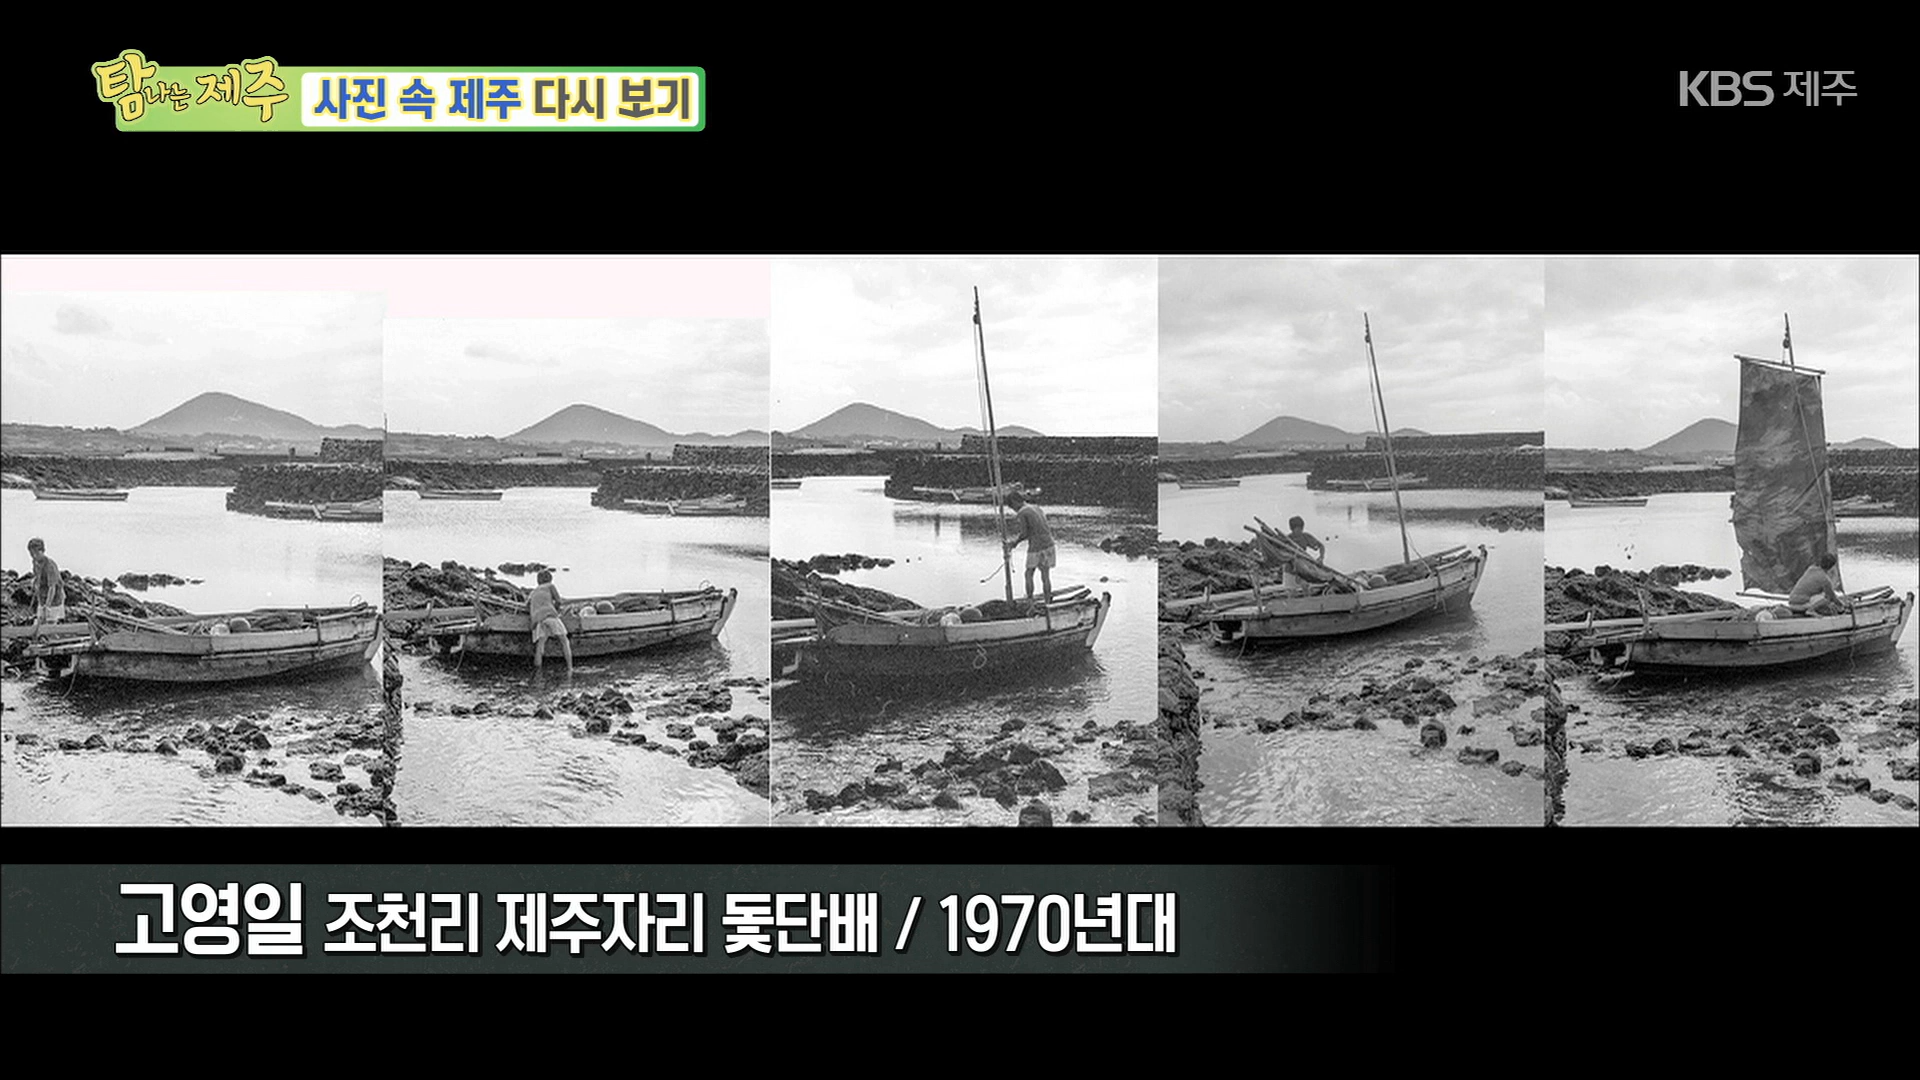 탐나는 제주 사진 속 제주 다시 보기
KBS 제주
고영일 조천리 제주자리 돛단배 / 1970년대